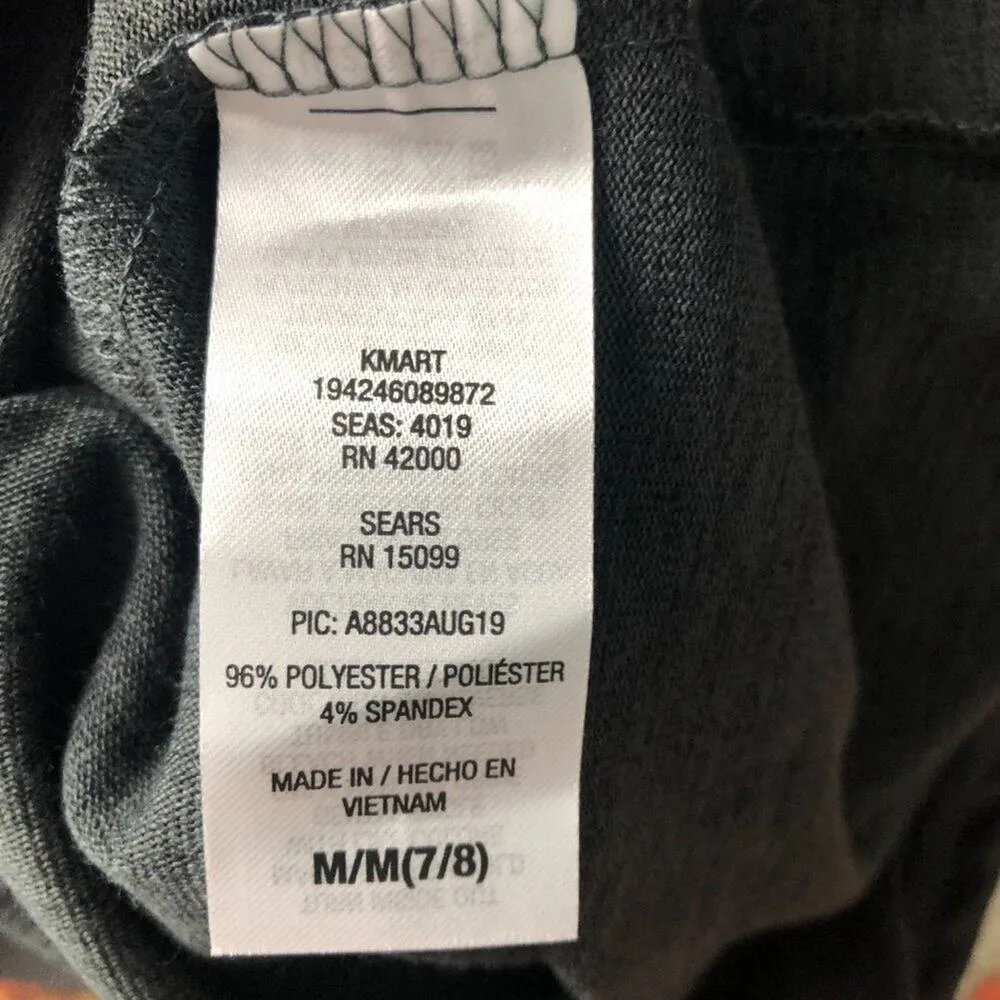 KMART
194246089872
SEAS: 4019
RN 42000
SEARS
RN 15099
PIC: A8833AUG19
96% POLYESTER / POLIÉSTER
4% SPANDEX
MADE IN / HECHO EN
VIETNAM
M/M(7/8)